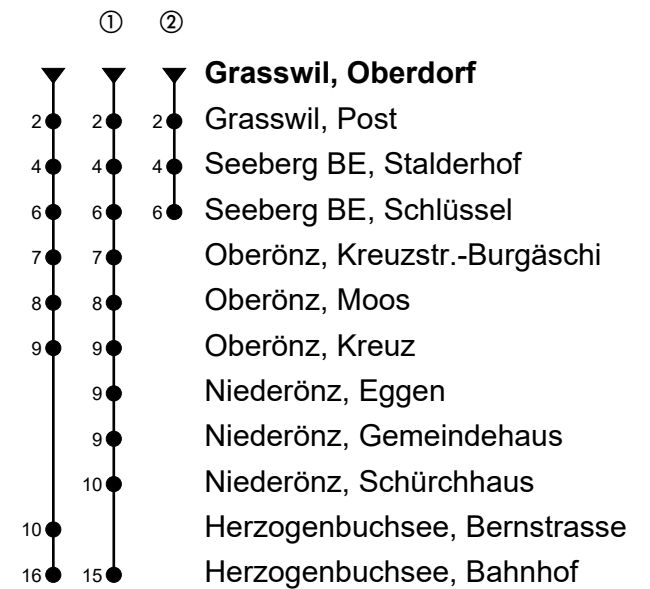 ① ②
Grasswil, Oberdorf
2 2 2 Grasswil, Post
4 4 4 Seeberg BE, Stalderhof
6 6 6 Seeberg BE, Schlüssel
7 7 Oberönz, Kreuzstr.-Burgäschi
8 8 Oberönz, Moos
9 9 Oberönz, Kreuz
9 Niederönz, Eggen
9 Niederönz, Gemeindehaus
10 Niederönz, Schürchhaus
10 Herzogenbuchsee, Bernstrasse
16 15 Herzogenbuchsee, Bahnhof